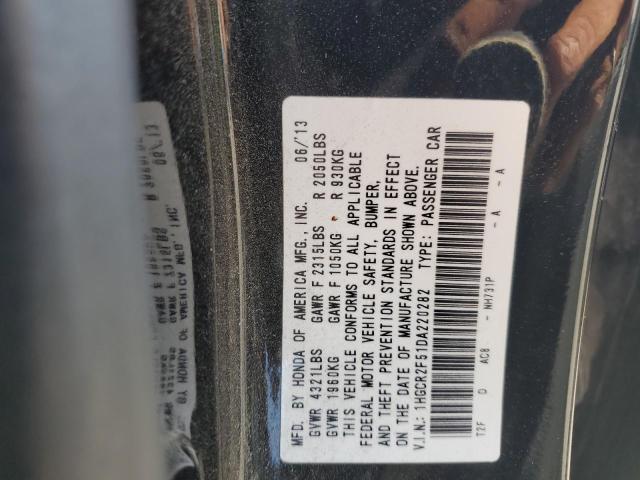 MFD. BY HONDA OF AMERICA MFG., INC. 06/'13
GVWR 4321LBS GAWR F 2315LBS R 2050LBS
GVWR 1960KG GAWR F 1050KG R 930KG
THIS VEHICLE CONFORMS TO ALL APPLICABLE
FEDERAL MOTOR VEHICLE SAFETY, BUMPER,
AND THEFT PREVENTION STANDARDS IN EFFECT
ON THE DATE OF MANUFACTURE SHOWN ABOVE.
V.I.N.: 1HGCR2F51DA220282 TYPE: PASSENGER CAR
T2F D AC8 - NH731P - A - A